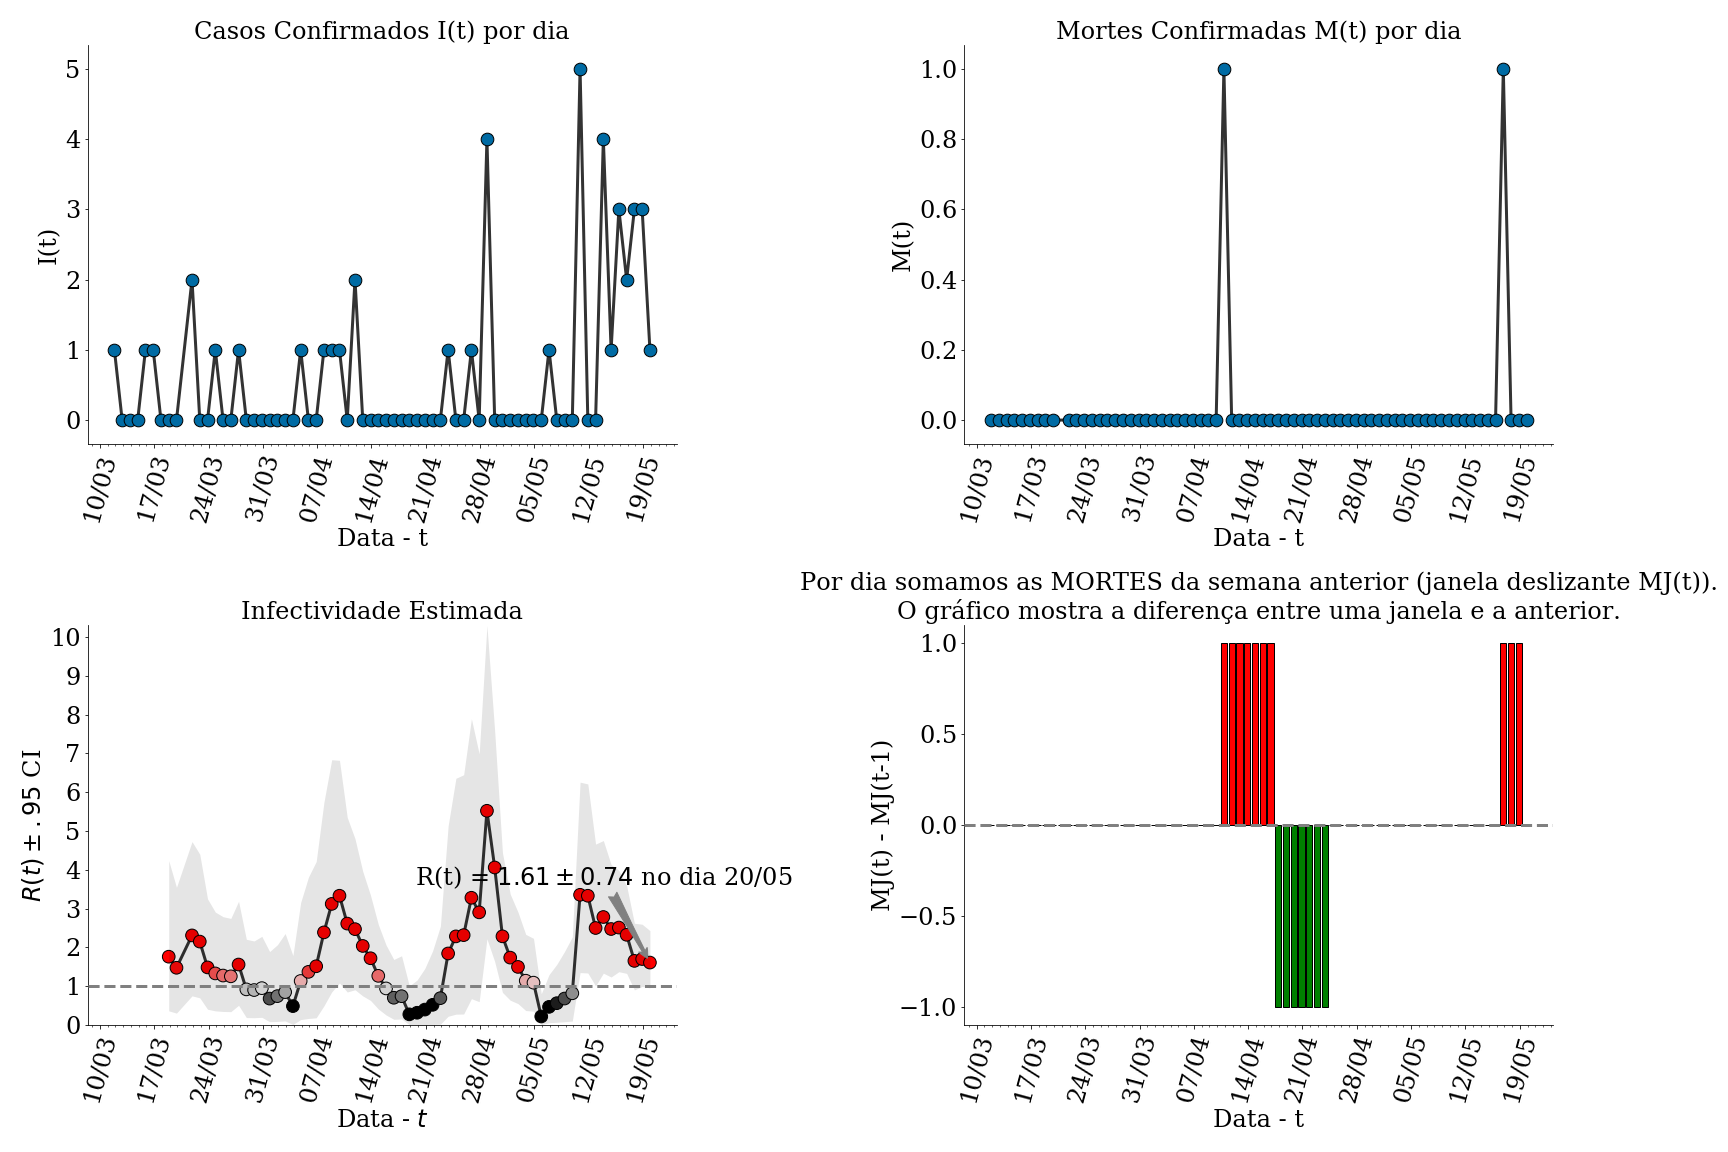 Casos Confirmados I(t) por dia
I(t)
5
4
3
2
1
0
10/03 17/03 24/03 31/03 07/04 14/04 21/04 28/04 05/05 12/05 19/05
Data - t
Mortes Confirmadas M(t) por dia
M(t)
1.0
0.8
0.6
0.4
0.2
0.0
10/03 17/03 24/03 31/03 07/04 14/04 21/04 28/04 05/05 12/05 19/05
Data - t
Infectividade Estimada
R(t) ± .95 CI
10
9
8
7
6
5
4
3
2
1
0
R(t) = 1.61 ± 0.74 no dia 20/05
10/03 17/03 24/03 31/03 07/04 14/04 21/04 28/04 05/05 12/05 19/05
Data - t
Por dia somamos as MORTES da semana anterior (janela deslizante MJ(t)).
O gráfico mostra a diferença entre uma janela e a anterior.
MJ(t) - MJ(t-1)
1.0
0.5
0.0
−0.5
−1.0
10/03 17/03 24/03 31/03 07/04 14/04 21/04 28/04 05/05 12/05 19/05
Data - t